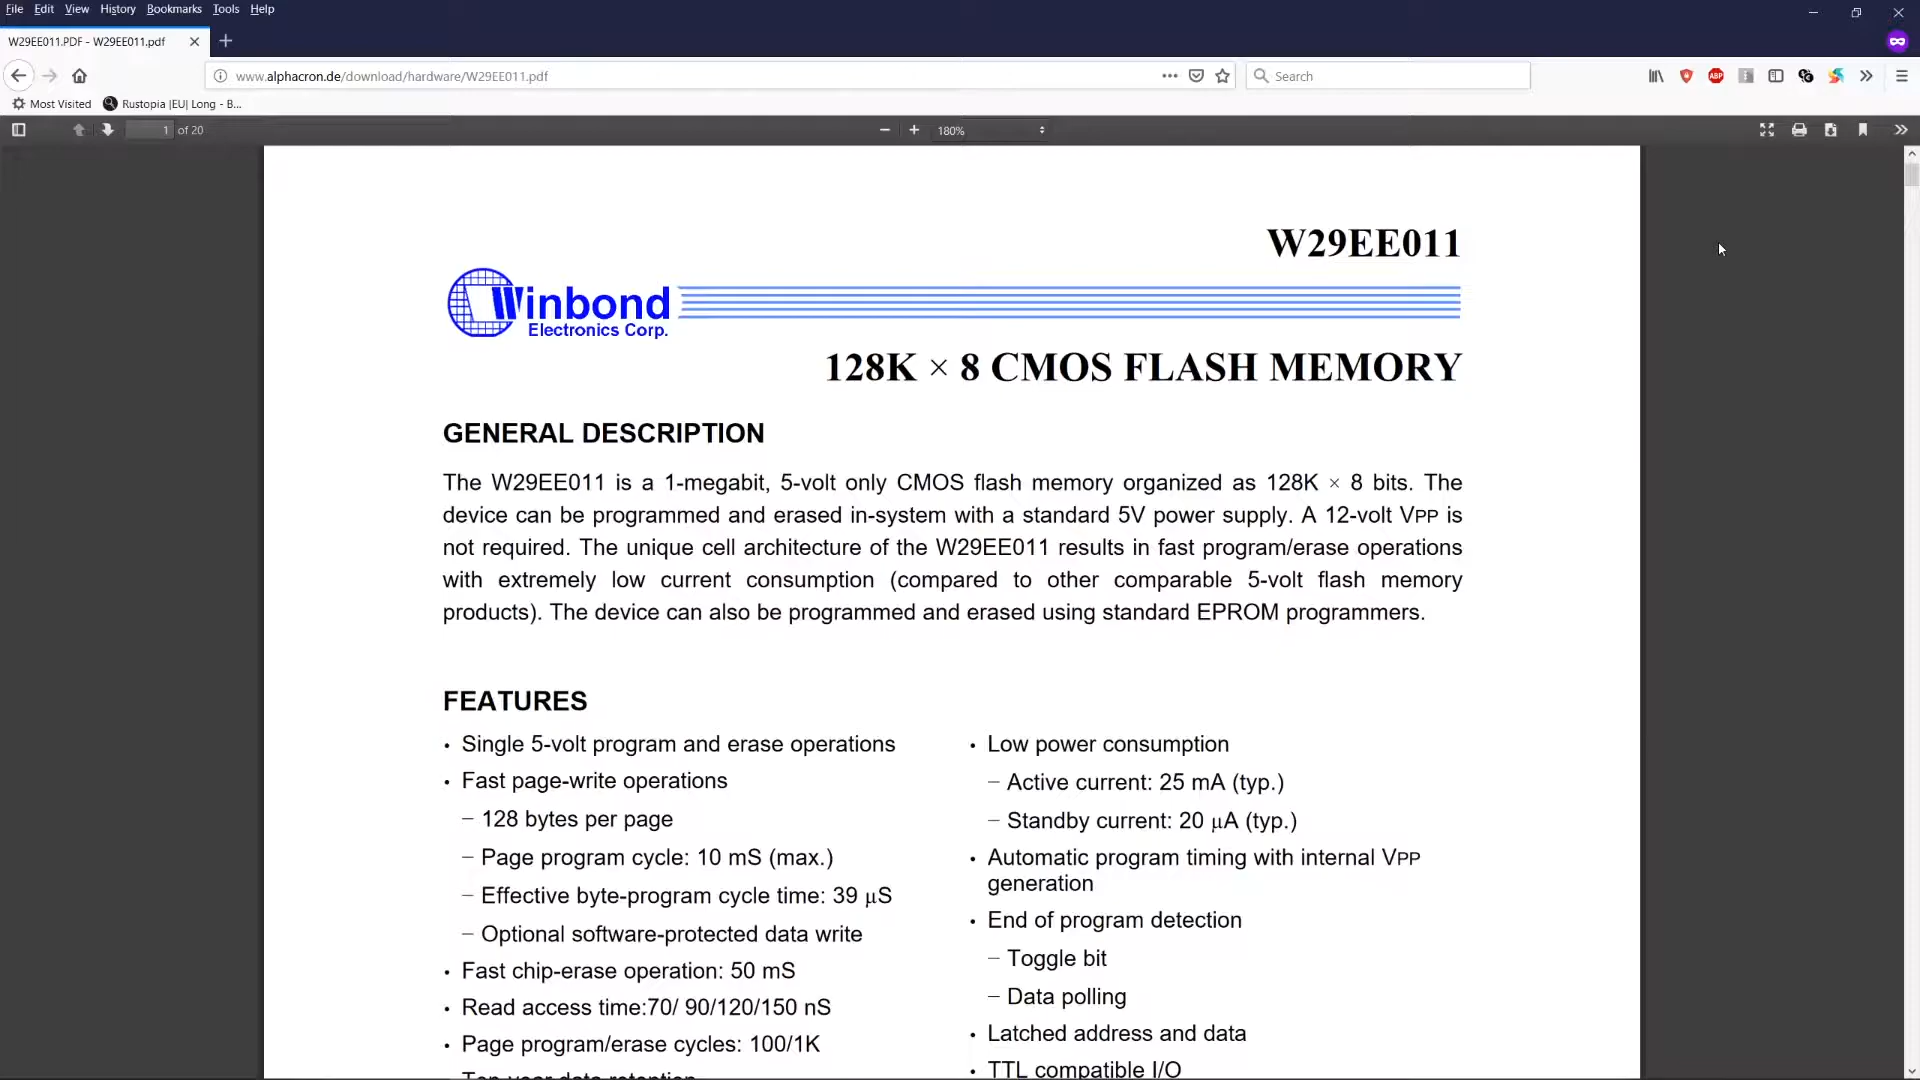 File Edit View History Bookmarks Tools Help
W29EE011.PDF - W29EE011.pdf
www.alphacron.de/download/hardware/W29EE011.pdf
Search
ABP
Most Visited Rustopia |EU| Long - B...
1 of 20
180%
W29EE011
Winbond
Electronics Corp.
128K × 8 CMOS FLASH MEMORY
GENERAL DESCRIPTION
The W29EE011 is a 1-megabit, 5-volt only CMOS flash memory organized as 128K × 8 bits. The
device can be programmed and erased in-system with a standard 5V power supply. A 12-volt VPP is
not required. The unique cell architecture of the W29EE011 results in fast program/erase operations
with extremely low current consumption (compared to other comparable 5-volt flash memory
products). The device can also be programmed and erased using standard EPROM programmers.
FEATURES
• Single 5-volt program and erase operations
• Fast page-write operations
− 128 bytes per page
− Page program cycle: 10 mS (max.)
− Effective byte-program cycle time: 39 μS
− Optional software-protected data write
• Fast chip-erase operation: 50 mS
• Read access time:70/ 90/120/150 nS
• Page program/erase cycles: 100/1K
• Low power consumption
− Active current: 25 mA (typ.)
− Standby current: 20 μA (typ.)
• Automatic program timing with internal VPP
generation
• End of program detection
− Toggle bit
− Data polling
• Latched address and data
• TTL compatible I/O